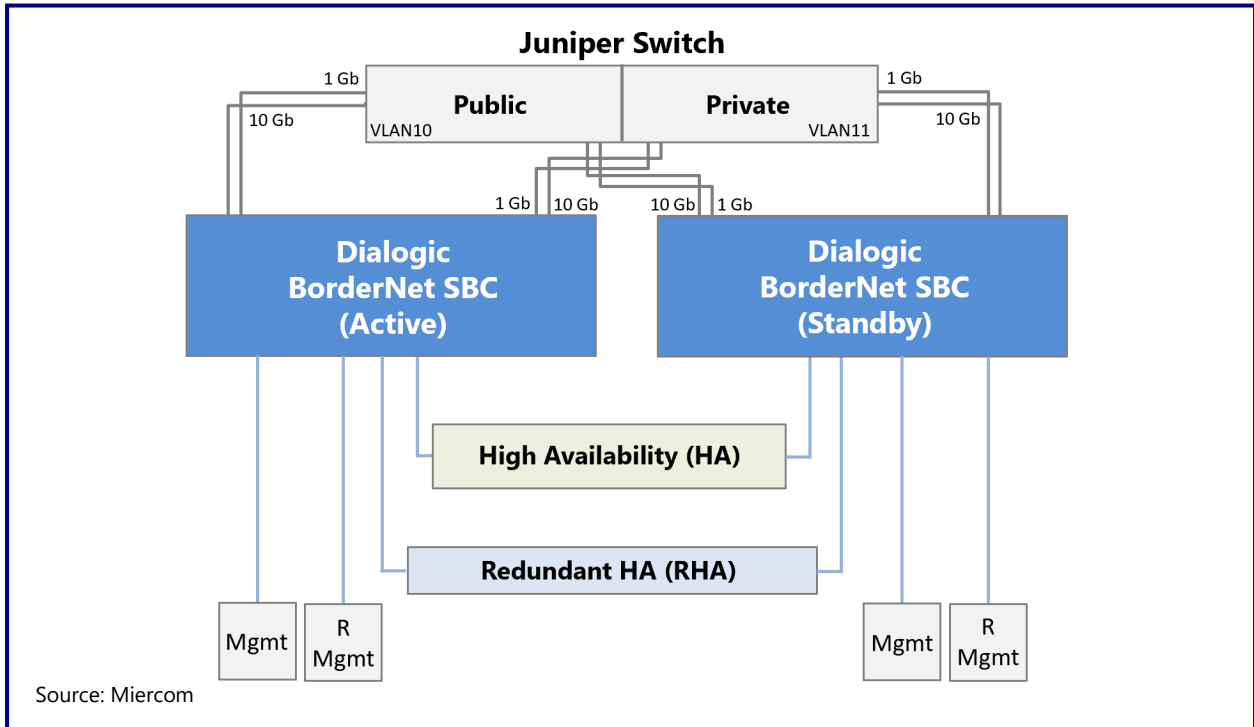 Juniper Switch
1 Gb
10 Gb
Public
VLAN10
Private
VLAN11
1 Gb
10 Gb
1 Gb
10 Gb
10 Gb
1 Gb
Dialogic
BorderNet SBC
(Active)
Dialogic
BorderNet SBC
(Standby)
High Availability (HA)
Redundant HA (RHA)
Mgmt
R
Mgmt
Mgmt
R
Mgmt
Source: Miercom